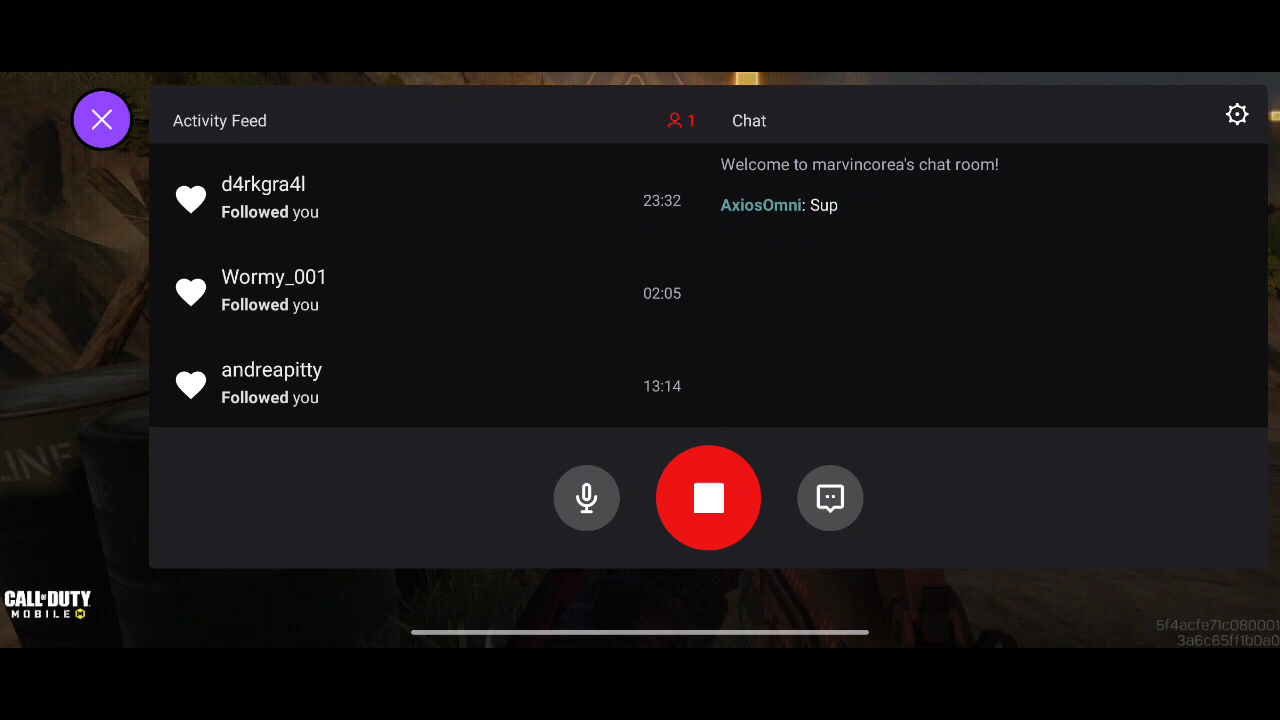 Activity Feed
1
Chat
Welcome to marvincorea's chat room!
d4rkgra4l
Followed you
23:32
AxiosOmni: Sup
Wormy_001
Followed you
02:05
andreapitty
Followed you
13:14
LINE
CALL OF DUTY
MOBILE
5f4acfe71c080001
3a6c65ff1b0a0